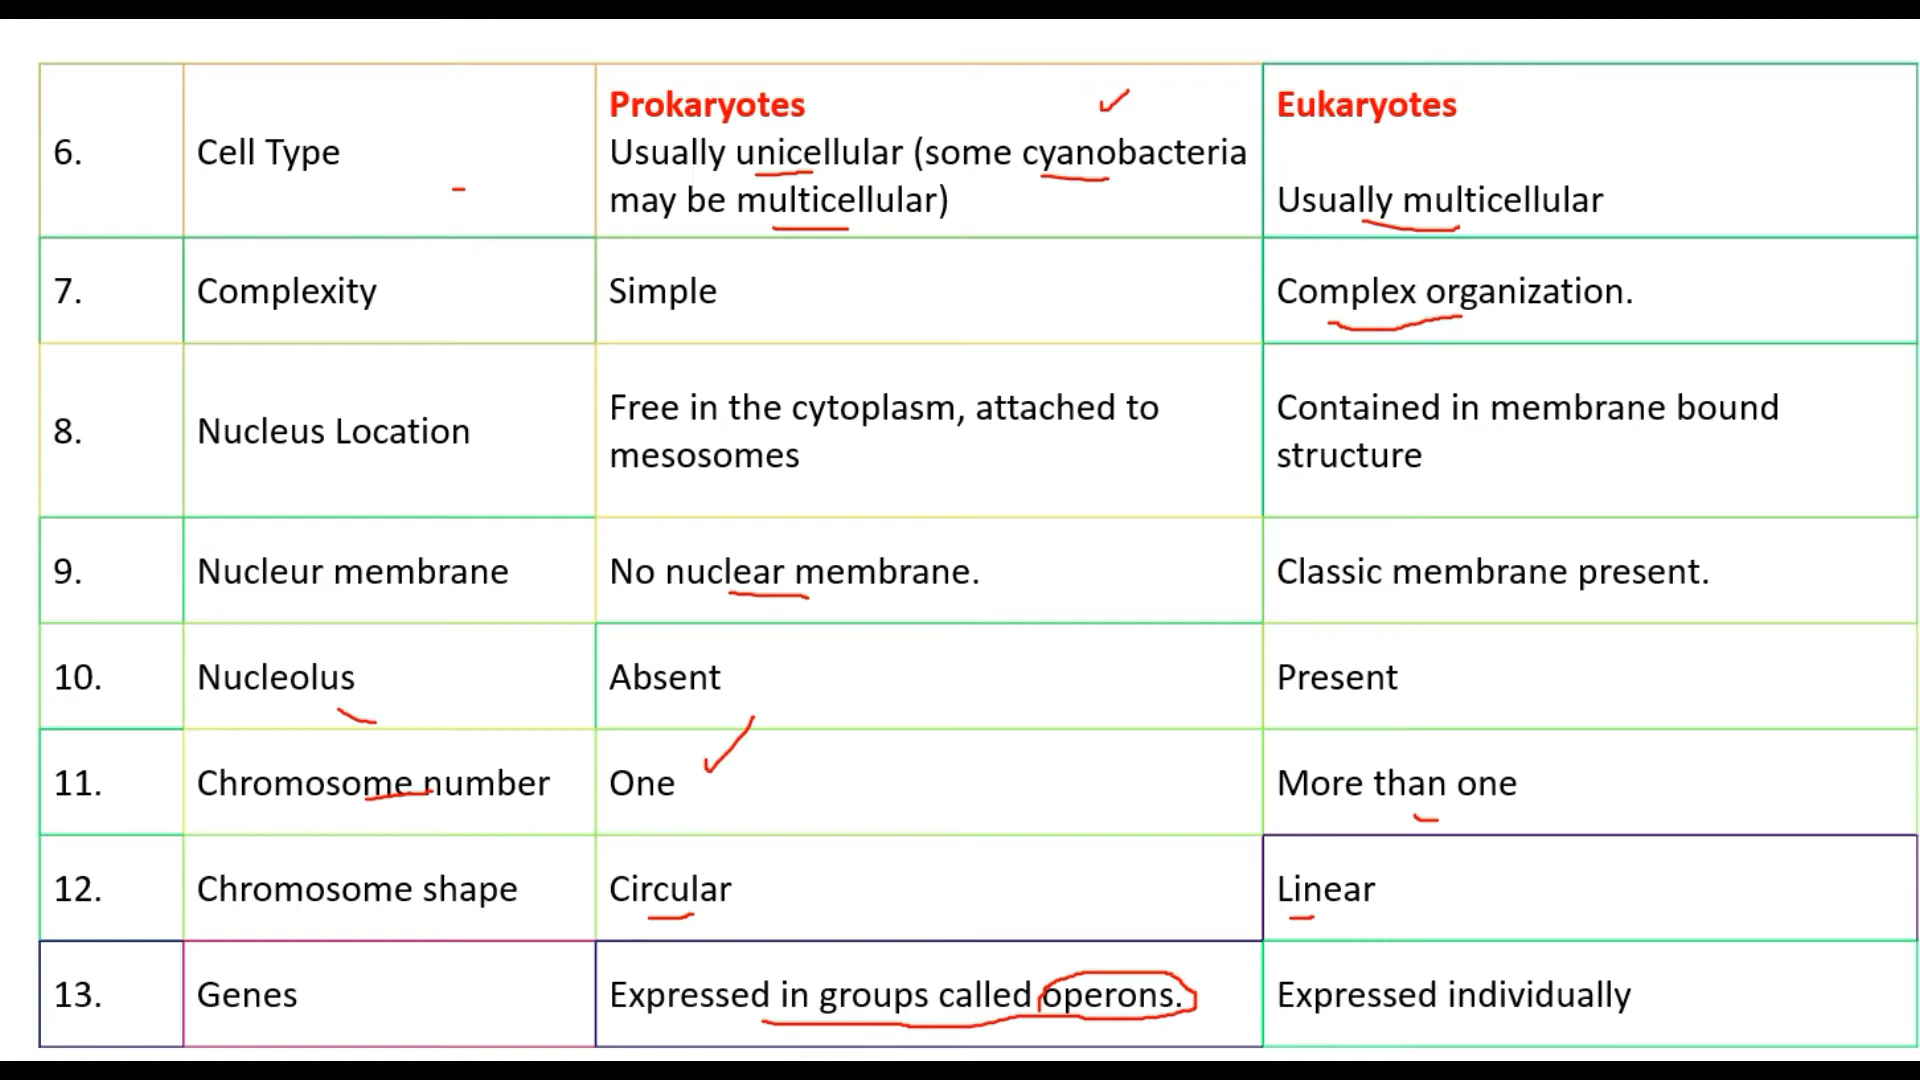 Prokaryotes
Eukaryotes
6.
Cell Type
Usually unicellular (some cyanobacteria
may be multicellular)
Usually multicellular
7.
Complexity
Simple
Complex organization.
8.
Nucleus Location
Free in the cytoplasm, attached to
mesosomes
Contained in membrane bound
structure
9.
Nucleur membrane
No nuclear membrane.
Classic membrane present.
10.
Nucleolus
Absent
Present
11.
Chromosome number
One
More than one
12.
Chromosome shape
Circular
Linear
13.
Genes
Expressed in groups called operons.
Expressed individually